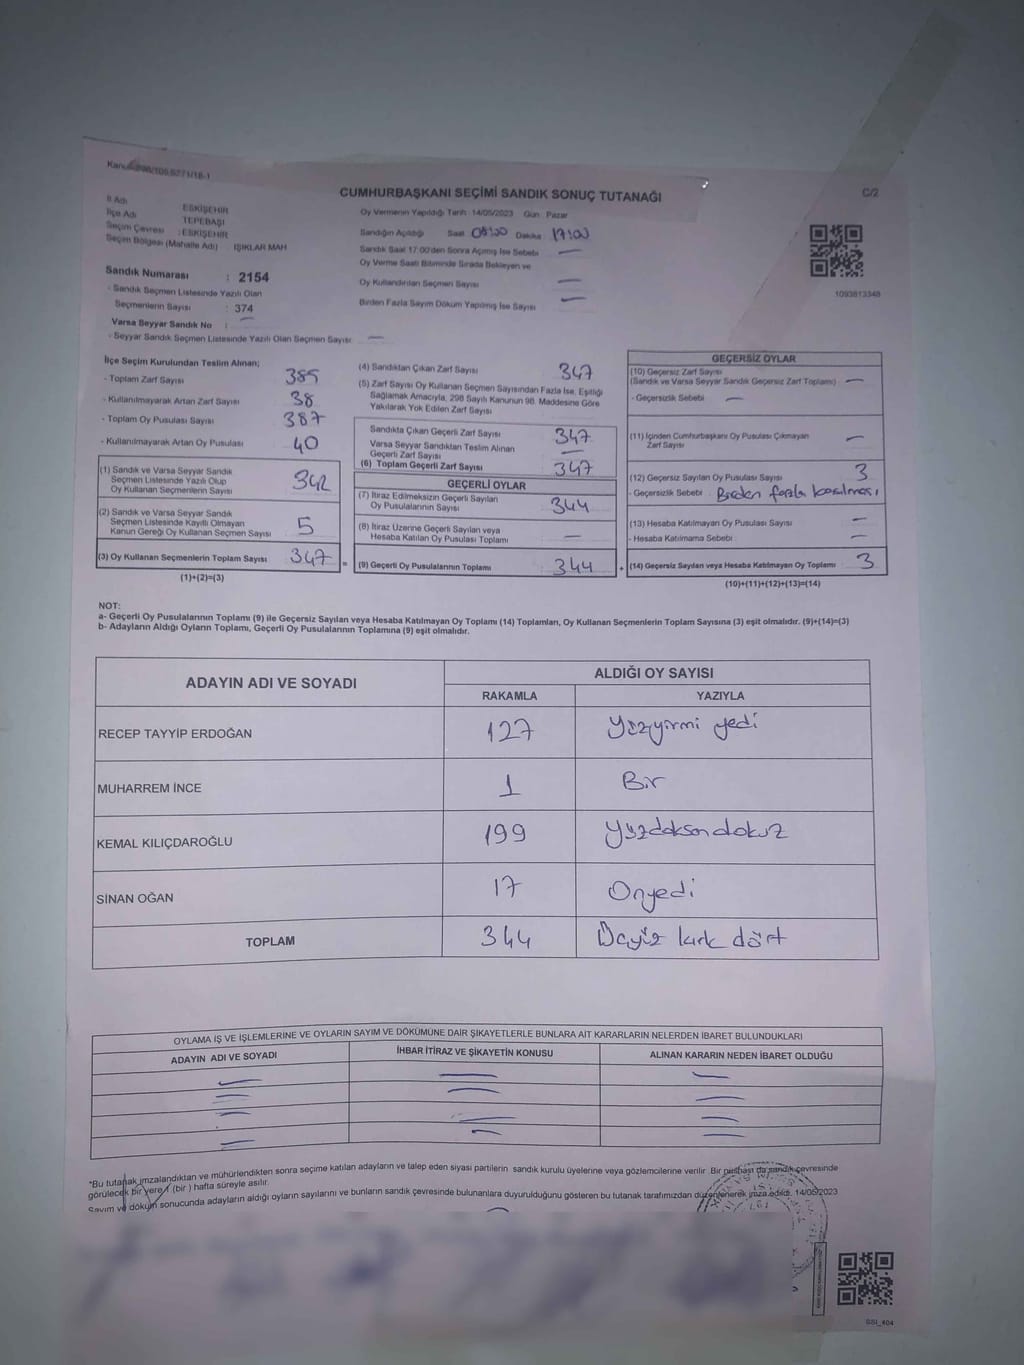 CUMHURBAŞKANI SEÇİMİ SANDIK SONUÇ TUTANAĞI
C/2
İl Adı ESKİŞEHİR
İlçe Adı TEPEBAŞI
Seçim Çevresi : ESKİŞEHİR
Seçim Bölgesi (Mahalle Adı) : IŞIKLAR MAH
Oy Vermenin Yapıldığı Tarih : 14/05/2023 Gün : Pazar
Sandığın Açıldığı Saat 08:00 Dakika : 17:00
Sandık Saat 17:00'den Sonra Açılmış İse Sebebi —
Oy Verme Saati Bitiminde Sırada Bekleyen ve
Oy Kullandırılan Seçmen Sayısı —
Birden Fazla Sayım Döküm Yapılmış İse Sayısı —
1093813348
Sandık Numarası : 2154
- Sandık Seçmen Listesinde Yazılı Olan
Seçmenlerin Sayısı : 374
Varsa Seyyar Sandık No : —
- Seyyar Sandık Seçmen Listesinde Yazılı Olan Seçmen Sayısı: —
İlçe Seçim Kurulundan Teslim Alınan;
- Toplam Zarf Sayısı 385
- Kullanılmayarak Artan Zarf Sayısı 38
- Toplam Oy Pusulası Sayısı 387
- Kullanılmayarak Artan Oy Pusulası 40
(1) Sandık ve Varsa Seyyar Sandık
Seçmen Listesinde Yazılı Olup
Oy Kullanan Seçmenlerin Sayısı 342
(2) Sandık ve Varsa Seyyar Sandık
Seçmen Listesinde Kayıtlı Olmayan
Kanun Gereği Oy Kullanan Seçmen Sayısı 5
(3) Oy Kullanan Seçmenlerin Toplam Sayısı 347
(1)+(2)=(3)
(4) Sandıktan Çıkan Zarf Sayısı 347
(5) Zarf Sayısı Oy Kullanan Seçmen Sayısından Fazla İse, Eşitliği
Sağlamak Amacıyla, 298 Sayılı Kanunun 98. Maddesine Göre
Yakılarak Yok Edilen Zarf Sayısı
Sandıkta Çıkan Geçerli Zarf Sayısı 347
Varsa Seyyar Sandıktan Teslim Alınan
Geçerli Zarf Sayısı —
(6) Toplam Geçerli Zarf Sayısı 347
GEÇERLİ OYLAR
(7) İtiraz Edilmeksizin Geçerli Sayılan
Oy Pusulalarının Sayısı 344
(8) İtiraz Üzerine Geçerli Sayılan veya
Hesaba Katılan Oy Pusulası Toplamı —
= (9) Geçerli Oy Pusulalarının Toplamı 344
GEÇERSİZ OYLAR
(10) Geçersiz Zarf Sayısı
(Sandık ve Varsa Seyyar Sandık Geçersiz Zarf Toplamı) —
- Geçersizlik Sebebi —
(11) İçinden Cumhurbaşkanı Oy Pusulası Çıkmayan
Zarf Sayısı —
(12) Geçersiz Sayılan Oy Pusulası Sayısı 3
- Geçersizlik Sebebi : Birden fazla basılması
(13) Hesaba Katılmayan Oy Pusulası Sayısı —
- Hesaba Katılmama Sebebi —
+ (14) Geçersiz Sayılan veya Hesaba Katılmayan Oy Toplamı 3
(10)+(11)+(12)+(13)=(14)
NOT:
a- Geçerli Oy Pusulalarının Toplamı (9) ile Geçersiz Sayılan veya Hesaba Katılmayan Oy Toplamı (14) Toplamları, Oy Kullanan Seçmenlerin Toplam Sayısına (3) eşit olmalıdır. (9)+(14)=(3)
b- Adayların Aldığı Oyların Toplamı, Geçerli Oy Pusulalarının Toplamına (9) eşit olmalıdır.
ADAYIN ADI VE SOYADI
ALDIĞI OY SAYISI
RAKAMLA YAZIYLA
RECEP TAYYİP ERDOĞAN 127 Yüzyirmi yedi
MUHARREM İNCE 1 Bir
KEMAL KILIÇDAROĞLU 199 Yüzdoksandokuz
SİNAN OĞAN 17 Onyedi
TOPLAM 344 Üçyüz kırk dört
OYLAMA İŞ VE İŞLEMLERİNE VE OYLARIN SAYIM VE DÖKÜMÜNE DAİR ŞİKAYETLERLE BUNLARA AİT KARARLARIN NELERDEN İBARET BULUNDUKLARI
ADAYIN ADI VE SOYADI İHBAR İTİRAZ VE ŞİKAYETİN KONUSU ALINAN KARARIN NEDEN İBARET OLDUĞU
*Bu tutanak imzalandıktan ve mühürlendikten sonra seçime katılan adayların ve talep eden siyasi partilerin sandık kurulu üyelerine veya gözlemcilerine verilir. Bir nüshası da sandık çevresinde
görülecek bir yere 1 (bir ) hafta süreyle asılır.
Sayım ve döküm sonucunda adayların aldığı oyların sayılarını ve bunların sandık çevresinde bulunanlara duyurulduğunu gösteren bu tutanak tarafımızdan düzenlenerek imza edildi. 14/05/2023
SSI_404